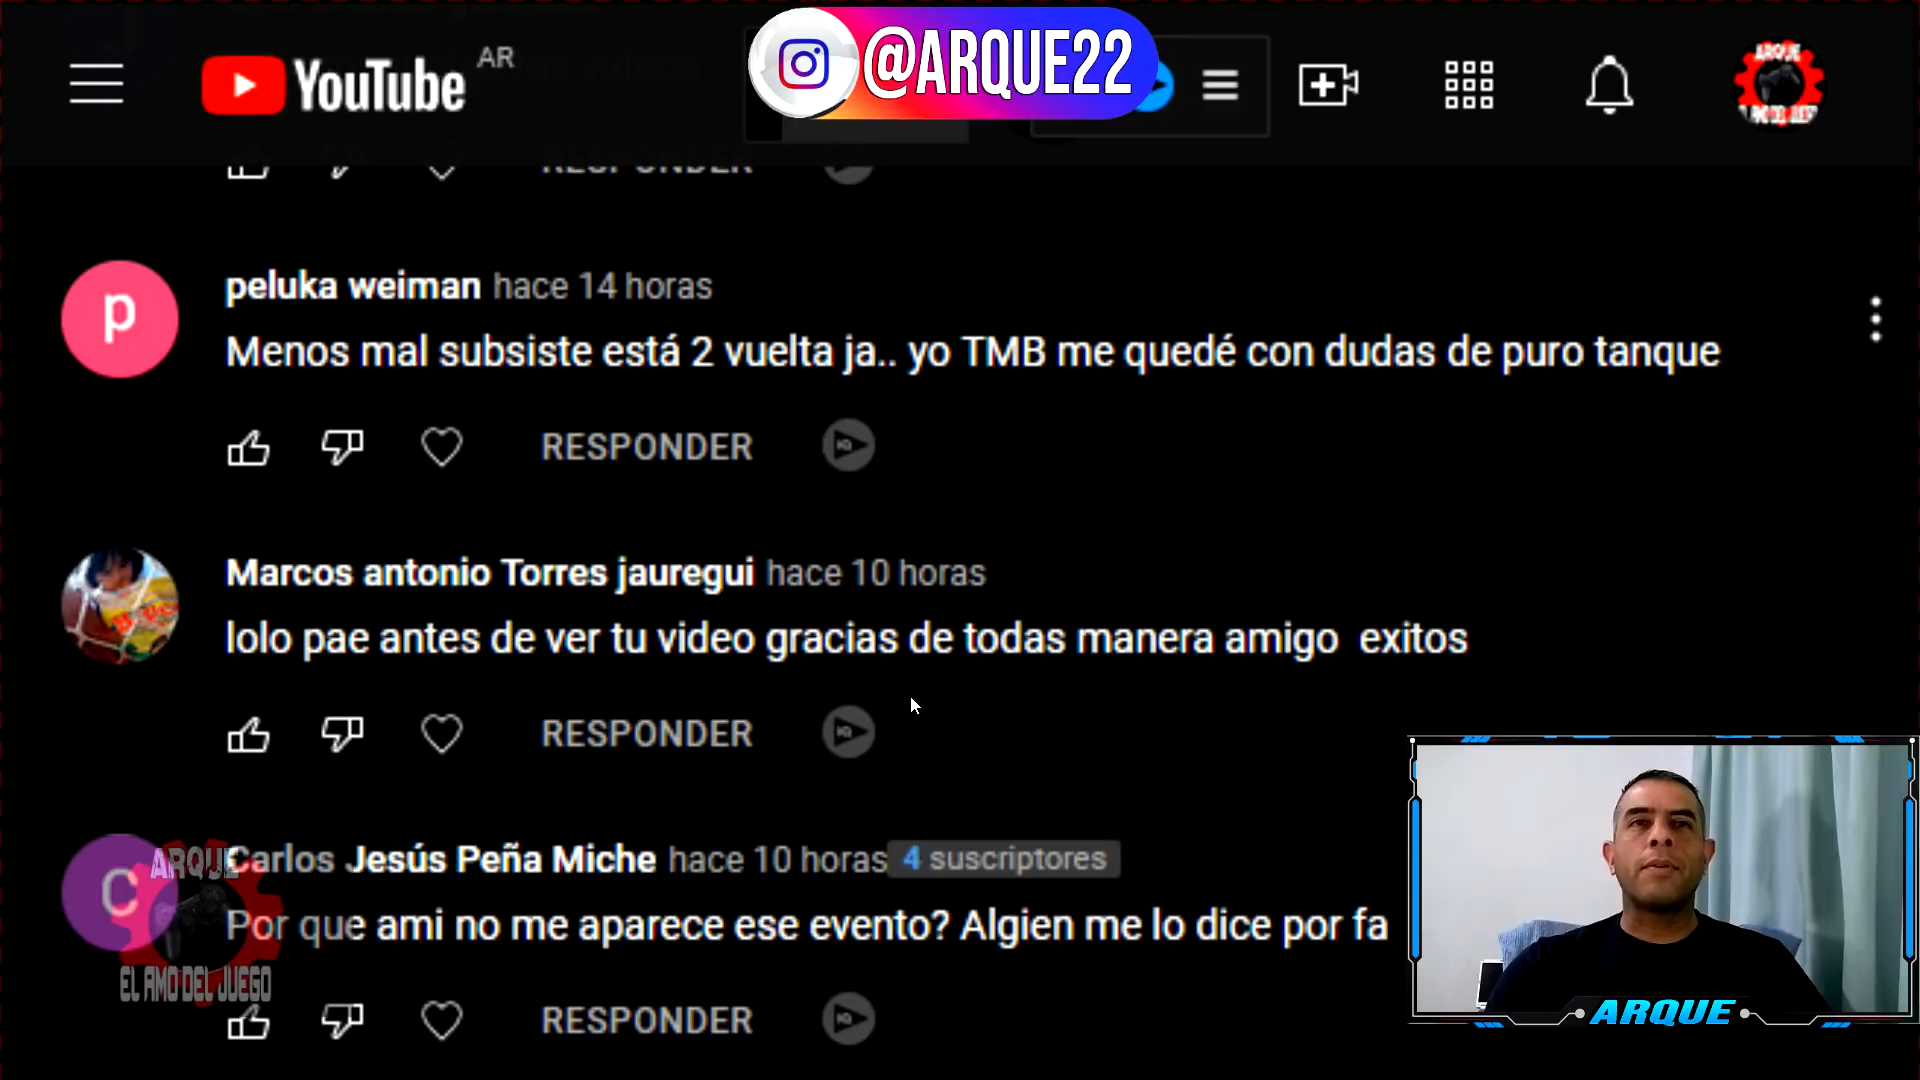 YouTube AR
@ARQUE22
ARQUE
RESPONDER
p
peluka weiman hace 14 horas
Menos mal subsiste está 2 vuelta ja.. yo TMB me quedé con dudas de puro tanque
RESPONDER
Marcos antonio Torres jauregui hace 10 horas
lolo pae antes de ver tu video gracias de todas manera amigo exitos
RESPONDER
C
ARQUE
Carlos Jesús Peña Miche hace 10 horas 4 suscriptores
Por que ami no me aparece ese evento? Algien me lo dice por fa
EL AMO DEL JUEGO
RESPONDER
ARQUE